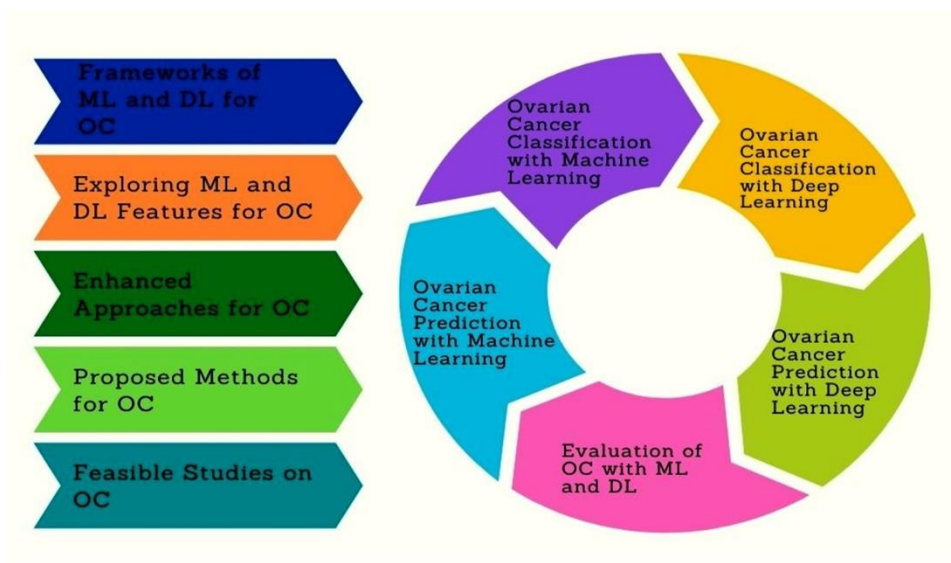 Frameworks of
ML and DL for
OC
Exploring ML and
DL Features for OC
Enhanced
Approaches for OC
Proposed Methods
for OC
Feasible Studies on
OC
Ovarian
Cancer
Classification
with Machine
Learning
Ovarian
Cancer
Classification
with Deep
Learning
Ovarian
Cancer
Prediction
with Deep
Learning
Evaluation of
OC with ML
and DL
Ovarian
Cancer
Prediction
with Machine
Learning